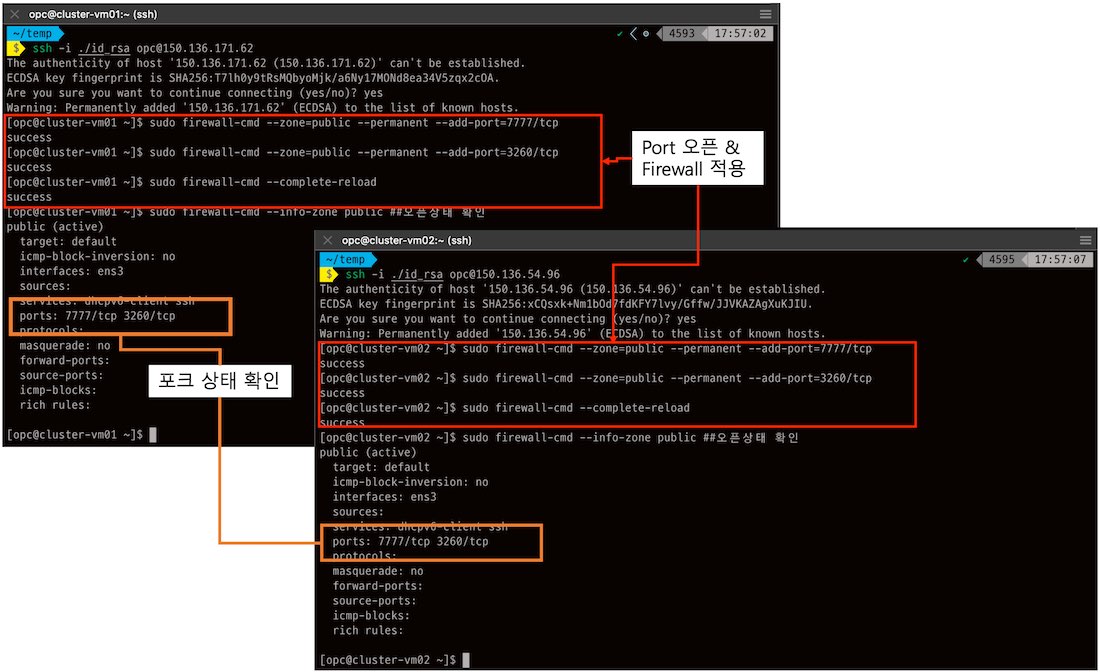 opc@cluster-vm01:~ (ssh)
~/temp
4593 17:57:02
$ ssh -i ./id_rsa opc@150.136.171.62
The authenticity of host '150.136.171.62 (150.136.171.62)' can't be established.
ECDSA key fingerprint is SHA256:T7lh0y9tRsMQbyoMjk/a6Ny17MONd8ea34V5zqx2cOA.
Are you sure you want to continue connecting (yes/no)? yes
Warning: Permanently added '150.136.171.62' (ECDSA) to the list of known hosts.
[opc@cluster-vm01 ~]$ sudo firewall-cmd --zone=public --permanent --add-port=7777/tcp
success
[opc@cluster-vm01 ~]$ sudo firewall-cmd --zone=public --permanent --add-port=3260/tcp
success
[opc@cluster-vm01 ~]$ sudo firewall-cmd --complete-reload
success
[opc@cluster-vm01 ~]$ sudo firewall-cmd --info-zone public ##오픈상태 확인
public (active)
target: default
icmp-block-inversion: no
interfaces: ens3
sources:
services: dhcpv6-client ssh
ports: 7777/tcp 3260/tcp
protocols:
masquerade: no
forward-ports:
source-ports:
icmp-blocks:
rich rules:
[opc@cluster-vm01 ~]$
Port 오픈 &
Firewall 적용
포크 상태 확인
opc@cluster-vm02:~ (ssh)
~/temp
4595 17:57:07
$ ssh -i ./id_rsa opc@150.136.54.96
The authenticity of host '150.136.54.96 (150.136.54.96)' can't be established.
ECDSA key fingerprint is SHA256:xCQsxk+Nm1bOd7fdKFY7lvy/Gffw/JJVKAZAgXuKJIU.
Are you sure you want to continue connecting (yes/no)? yes
Warning: Permanently added '150.136.54.96' (ECDSA) to the list of known hosts.
[opc@cluster-vm02 ~]$ sudo firewall-cmd --zone=public --permanent --add-port=7777/tcp
success
[opc@cluster-vm02 ~]$ sudo firewall-cmd --zone=public --permanent --add-port=3260/tcp
success
[opc@cluster-vm02 ~]$ sudo firewall-cmd --complete-reload
success
[opc@cluster-vm02 ~]$ sudo firewall-cmd --info-zone public ##오픈상태 확인
public (active)
target: default
icmp-block-inversion: no
interfaces: ens3
sources:
services: dhcpv6-client ssh
ports: 7777/tcp 3260/tcp
protocols:
masquerade: no
forward-ports:
source-ports:
icmp-blocks:
rich rules:
[opc@cluster-vm02 ~]$